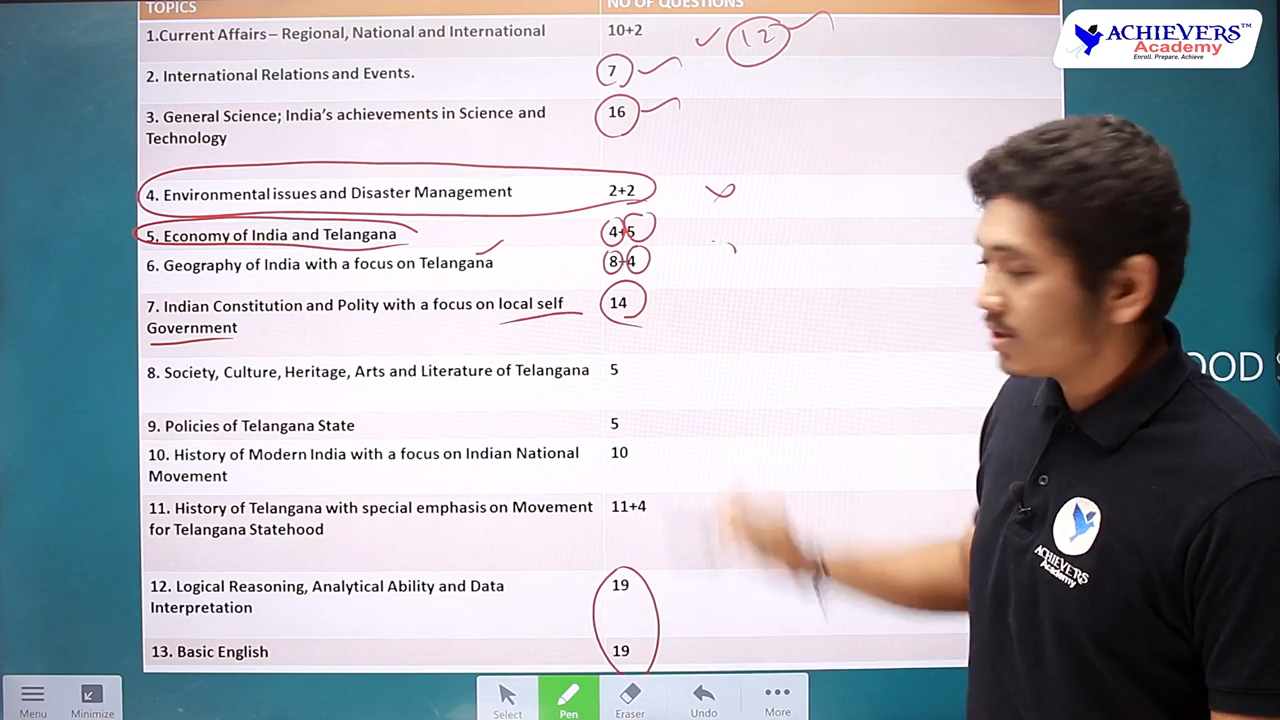 TOPICS NO OF QUESTIONS
1.Current Affairs – Regional, National and International 10+2 12
2. International Relations and Events. 7
3. General Science; India's achievements in Science and 16
Technology
4. Environmental issues and Disaster Management 2+2
5. Economy of India and Telangana 4+5
6. Geography of India with a focus on Telangana 8+4
7. Indian Constitution and Polity with a focus on local self 14
Government
8. Society, Culture, Heritage, Arts and Literature of Telangana 5
9. Policies of Telangana State 5
10. History of Modern India with a focus on Indian National 10
Movement
11. History of Telangana with special emphasis on Movement 11+4
for Telangana Statehood
12. Logical Reasoning, Analytical Ability and Data 19
Interpretation
13. Basic English 19
ACHIEVERS™
Academy
Enroll. Prepare. Achieve
OOD
ACHIEVERS
Academy
Menu Minimize Select Pen Eraser Undo More